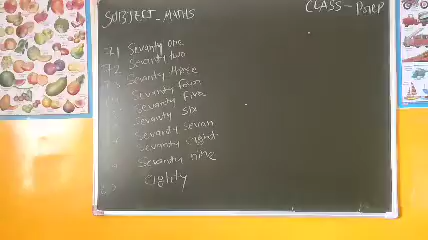 SUBJECT - MATHS
CLASS - PREP
71 Seventy one
72 Seventy two
73 Seventy three
Seventy four
Seventy five
Seventy six
Seventy seven
Seventy eight
Seventy nine
Eighty